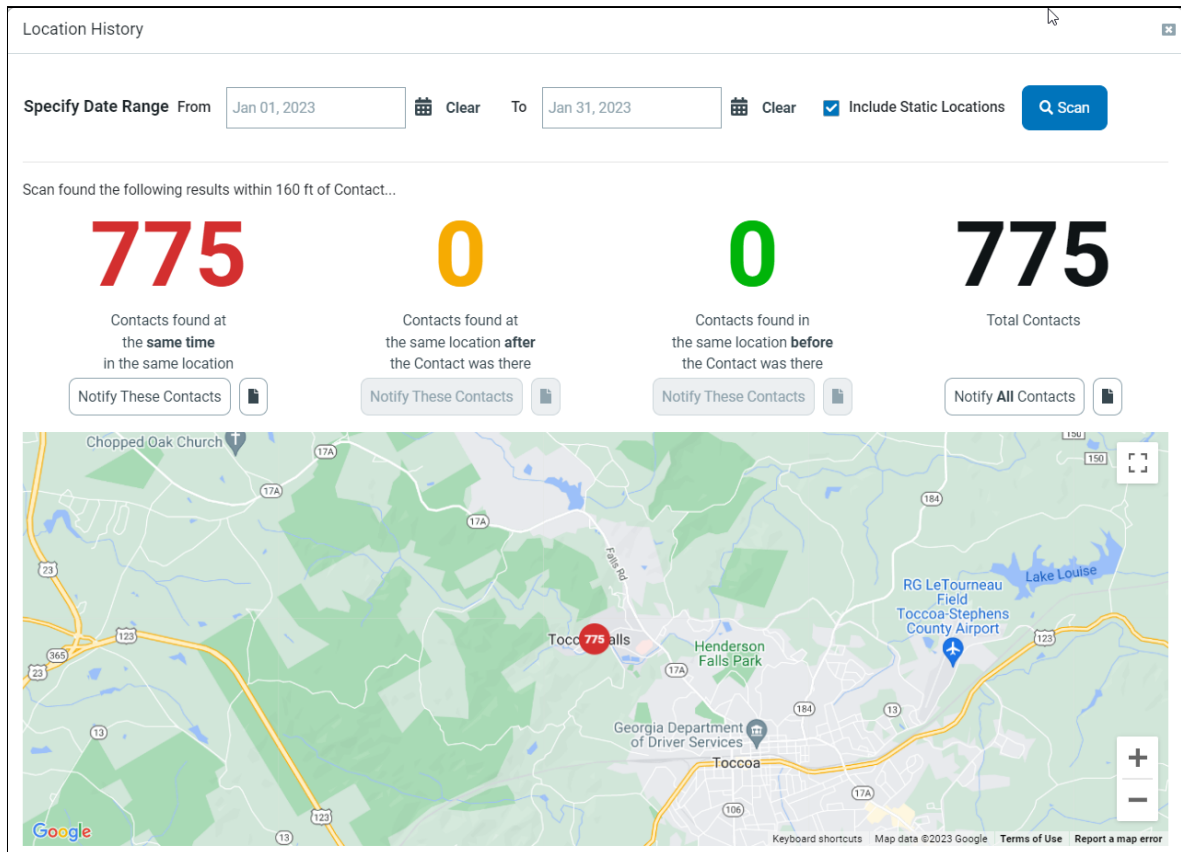 Location History
Specify Date Range From Jan 01, 2023 Clear To Jan 31, 2023 Clear Include Static Locations Scan
Scan found the following results within 160 ft of Contact...
775 0 0 775
Contacts found at
the same time
in the same location
Notify These Contacts
Contacts found at
the same location after
the Contact was there
Notify These Contacts
Contacts found in
the same location before
the Contact was there
Notify These Contacts
Total Contacts
Notify All Contacts
Chopped Oak Church
17A
150
150
17A
184
17A
Falls Rd
23
Lake Louise
RG LeTourneau
Field
Toccoa-Stephens
County Airport
123
123
365
23
775
Henderson
Falls Park
17A
184
13
13
Georgia Department
of Driver Services
Toccoa
17A
106
123
13
Google
Keyboard shortcuts Map data ©2023 Google Terms of Use Report a map error